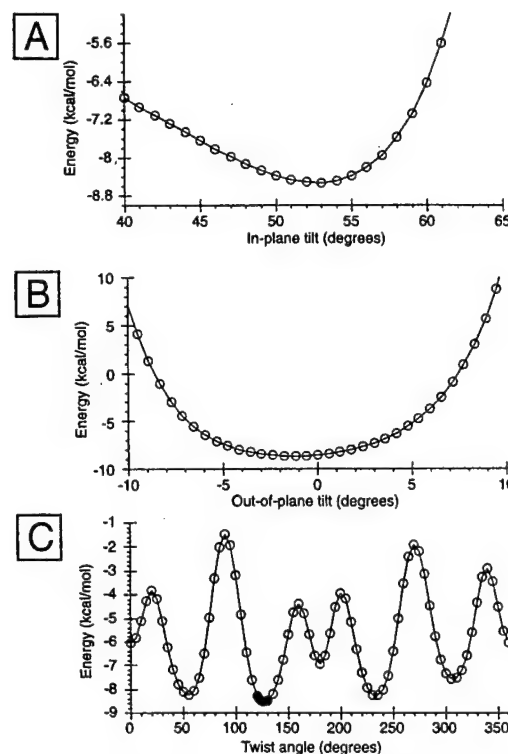 A
Energy (kcal/mol)
-5.6
-6.4
-7.2
-8
-8.8
40 45 50 55 60 65
In-plane tilt (degrees)
B
Energy (kcal/mol)
10
5
0
-5
-10
-10 -5 0 5 10
Out-of-plane tilt (degrees)
C
Energy (kcal/mol)
-1
-2
-3
-4
-5
-6
-7
-8
-9
0 50 100 150 200 250 300 350
Twist angle (degrees)